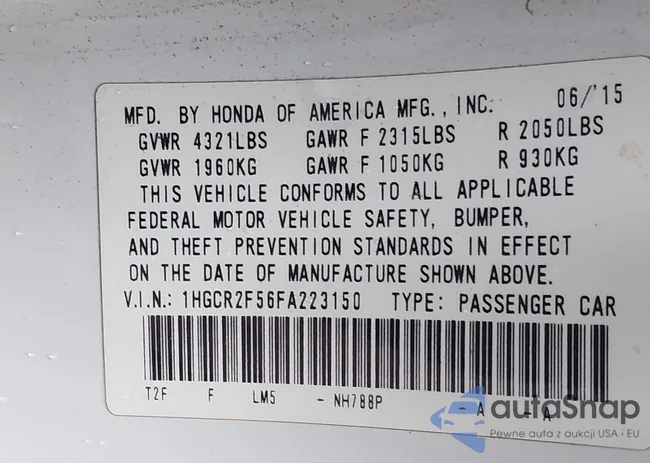 MFD. BY HONDA OF AMERICA MFG., INC. 06/'15
GVWR 4321LBS GAWR F 2315LBS R 2050LBS
GVWR 1960KG GAWR F 1050KG R 930KG
THIS VEHICLE CONFORMS TO ALL APPLICABLE
FEDERAL MOTOR VEHICLE SAFETY, BUMPER,
AND THEFT PREVENTION STANDARDS IN EFFECT
ON THE DATE OF MANUFACTURE SHOWN ABOVE.
V.I.N.: 1HGCR2F56FA223150 TYPE: PASSENGER CAR
T2F F LM5 - NH788P - A - A
autaSnap
Pewne auta z aukcji USA i EU